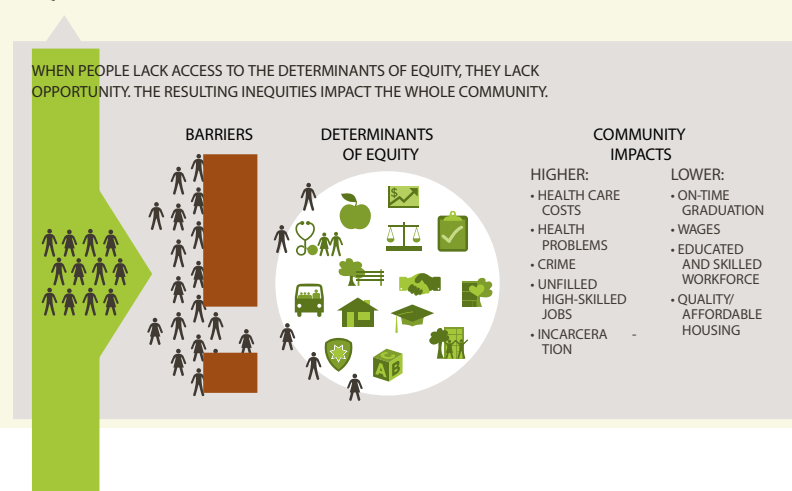 WHEN PEOPLE LACK ACCESS TO THE DETERMINANTS OF EQUITY, THEY LACK
OPPORTUNITY. THE RESULTING INEQUITIES IMPACT THE WHOLE COMMUNITY.
BARRIERS
DETERMINANTS
OF EQUITY
$
A B
COMMUNITY
IMPACTS
HIGHER:
• HEALTH CARE
COSTS
• HEALTH
PROBLEMS
• CRIME
• UNFILLED
HIGH-SKILLED
JOBS
• INCARCERA -
TION
LOWER:
• ON-TIME
GRADUATION
• WAGES
• EDUCATED
AND SKILLED
WORKFORCE
• QUALITY/
AFFORDABLE
HOUSING